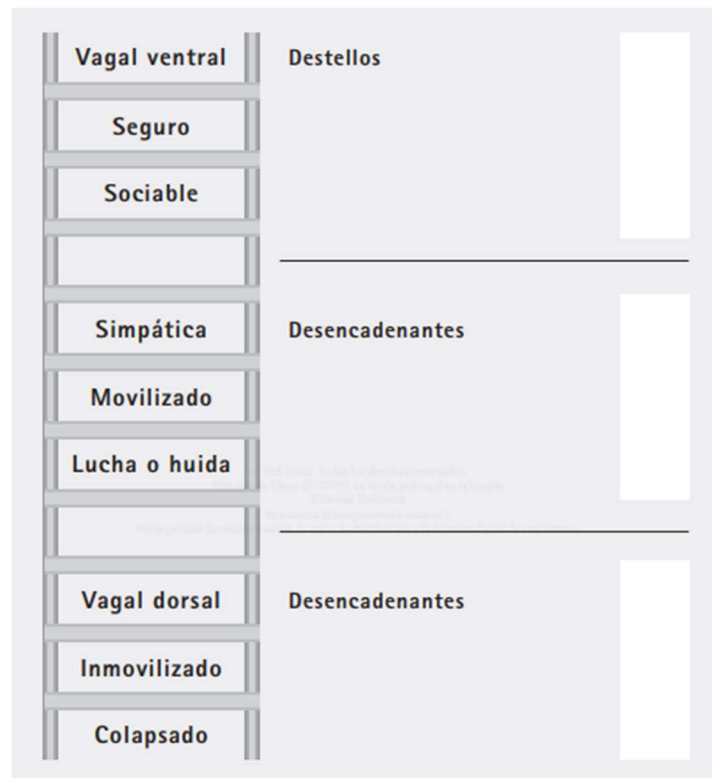 Vagal ventral
Destellos
Seguro
Sociable
Simpática
Desencadenantes
Movilizado
Lucha o huida
Vagal dorsal
Desencadenantes
Inmovilizado
Colapsado